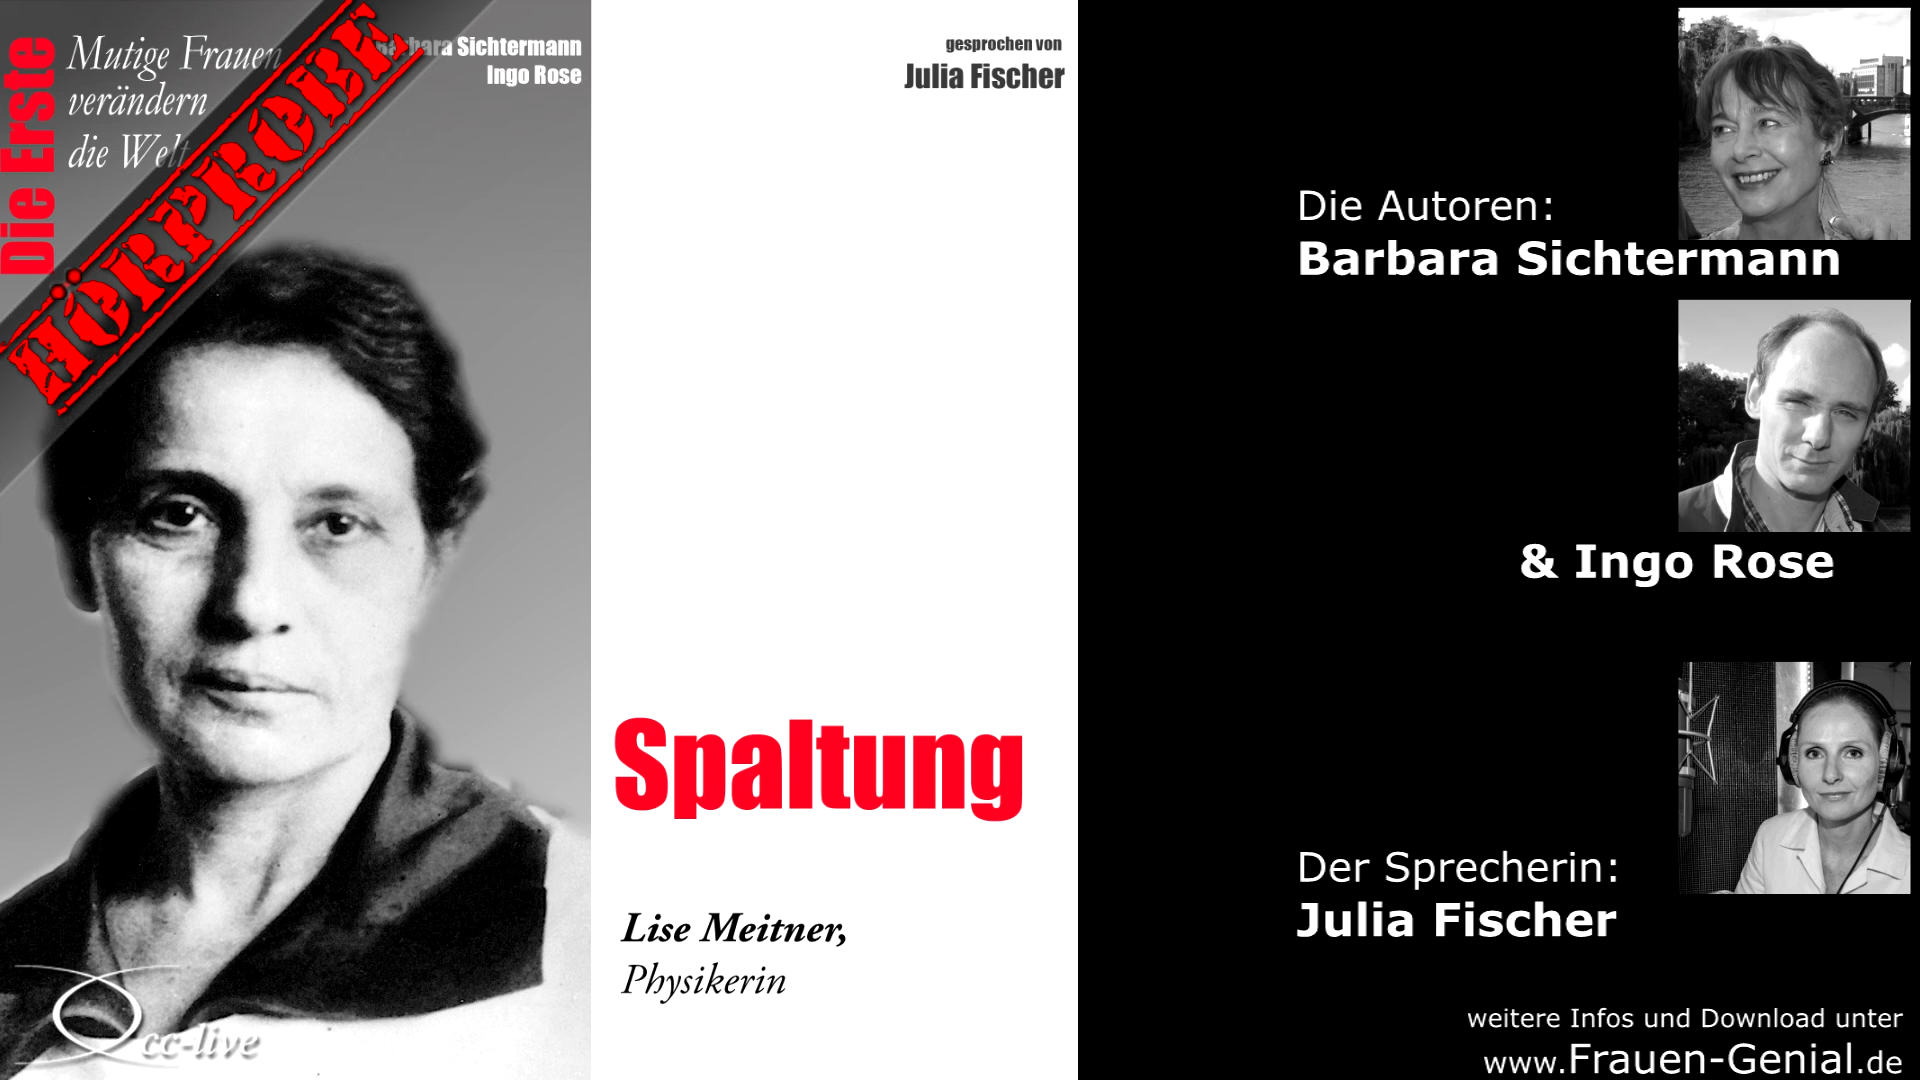 Die Erste
Mutige Frauen
verändern
die Welt
HÖRPROBE
Barbara Sichtermann
Ingo Rose
gesprochen von
Julia Fischer
Spaltung
Lise Meitner,
Physikerin
cc-live
Die Autoren:
Barbara Sichtermann
& Ingo Rose
Der Sprecherin:
Julia Fischer
weitere Infos und Download unter
www.Frauen-Genial.de